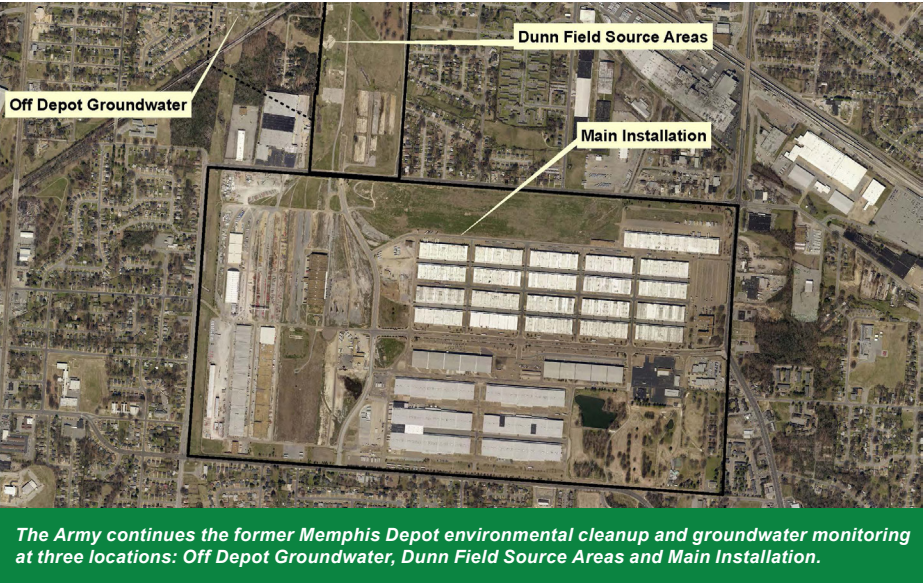 Dunn Field Source Areas
Off Depot Groundwater
Main Installation
The Army continues the former Memphis Depot environmental cleanup and groundwater monitoring
at three locations: Off Depot Groundwater, Dunn Field Source Areas and Main Installation.